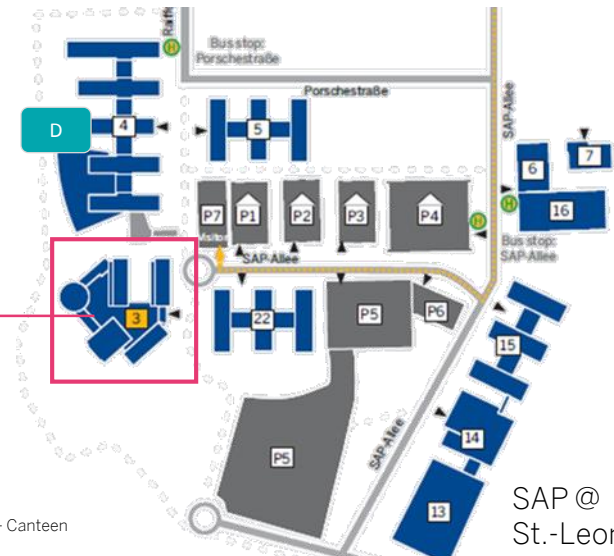 Raiffe
Bus stop:
Porschestraße
Porschestraße
SAP-Allee
D
4
5
7
6
16
P7
P1
P2
P3
P4
Visitor
SAP-Allee
Bus stop:
SAP-Allee
3
22
P5
P6
15
14
SAP-Allee
P5
13
- Canteen
SAP @
St.-Leon
H
H
H